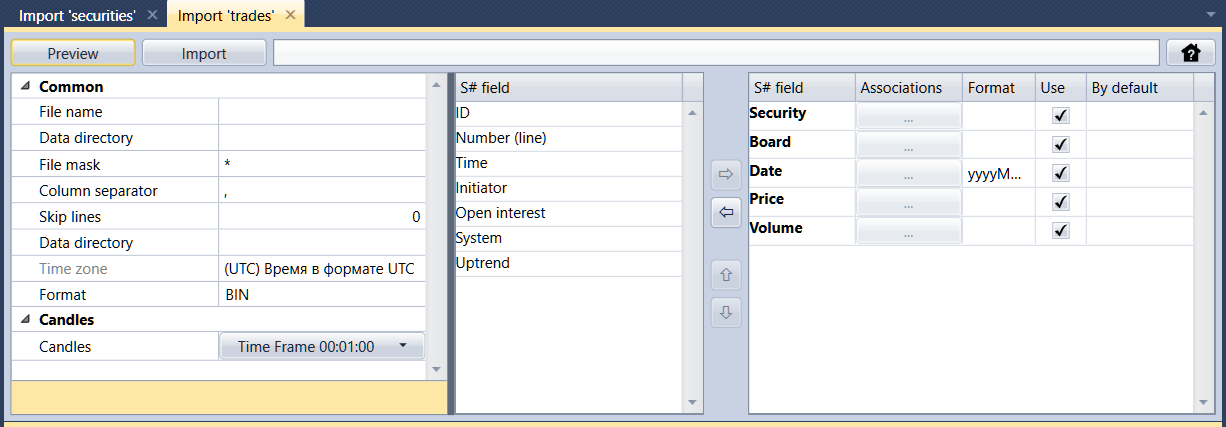 Import 'securities'
Import 'trades'
Preview
Import
Common
File name
Data directory
File mask *
Column separator ,
Skip lines 0
Data directory
Time zone (UTC) Время в формате UTC
Format BIN
Candles
Candles Time Frame 00:01:00
S# field
ID
Number (line)
Time
Initiator
Open interest
System
Uptrend
S# field Associations Format Use By default
Security ...
Board ...
Date ... yyyyM...
Price ...
Volume ...